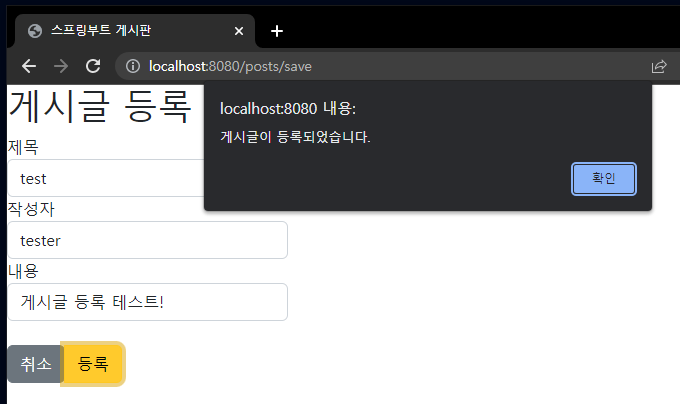 스프링부트 게시판
localhost:8080/posts/save
게시글 등록
localhost:8080 내용:
게시글이 등록되었습니다.
확인
제목
test
작성자
tester
내용
게시글 등록 테스트!
취소 등록